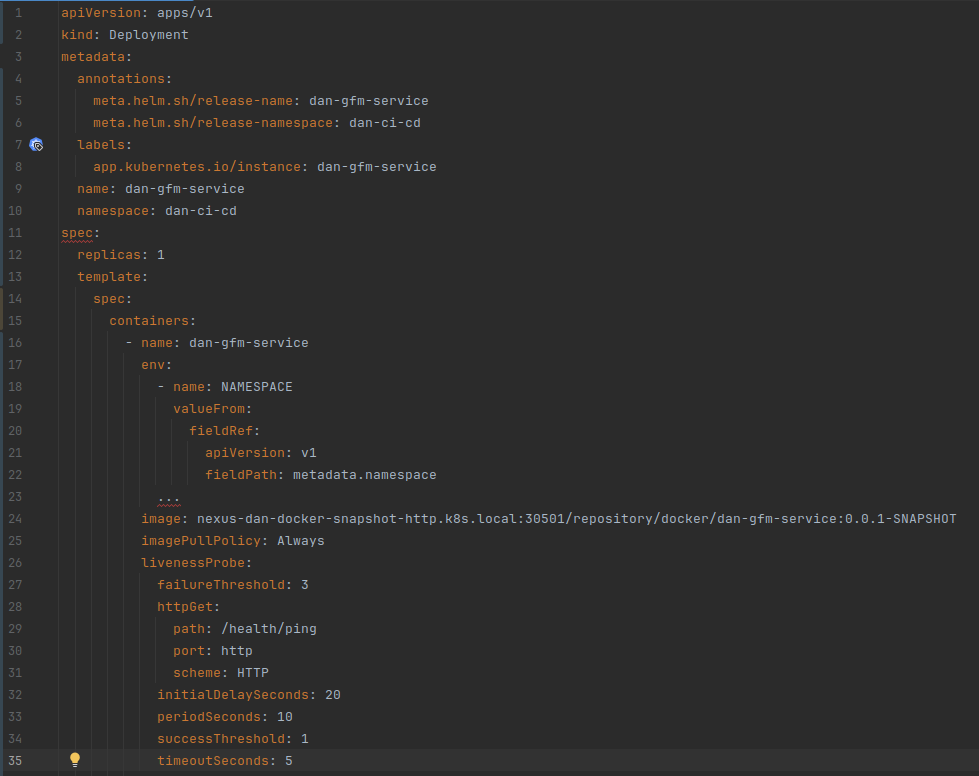 1 apiVersion: apps/v1
2 kind: Deployment
3 metadata:
4   annotations:
5     meta.helm.sh/release-name: dan-gfm-service
6     meta.helm.sh/release-namespace: dan-ci-cd
7   labels:
8     app.kubernetes.io/instance: dan-gfm-service
9   name: dan-gfm-service
10   namespace: dan-ci-cd
11 spec:
12   replicas: 1
13   template:
14     spec:
15       containers:
16         - name: dan-gfm-service
17           env:
18             - name: NAMESPACE
19               valueFrom:
20                 fieldRef:
21                   apiVersion: v1
22                   fieldPath: metadata.namespace
23             ...
24           image: nexus-dan-docker-snapshot-http.k8s.local:30501/repository/docker/dan-gfm-service:0.0.1-SNAPSHOT
25           imagePullPolicy: Always
26           livenessProbe:
27             failureThreshold: 3
28             httpGet:
29               path: /health/ping
30               port: http
31               scheme: HTTP
32             initialDelaySeconds: 20
33             periodSeconds: 10
34             successThreshold: 1
35             timeoutSeconds: 5